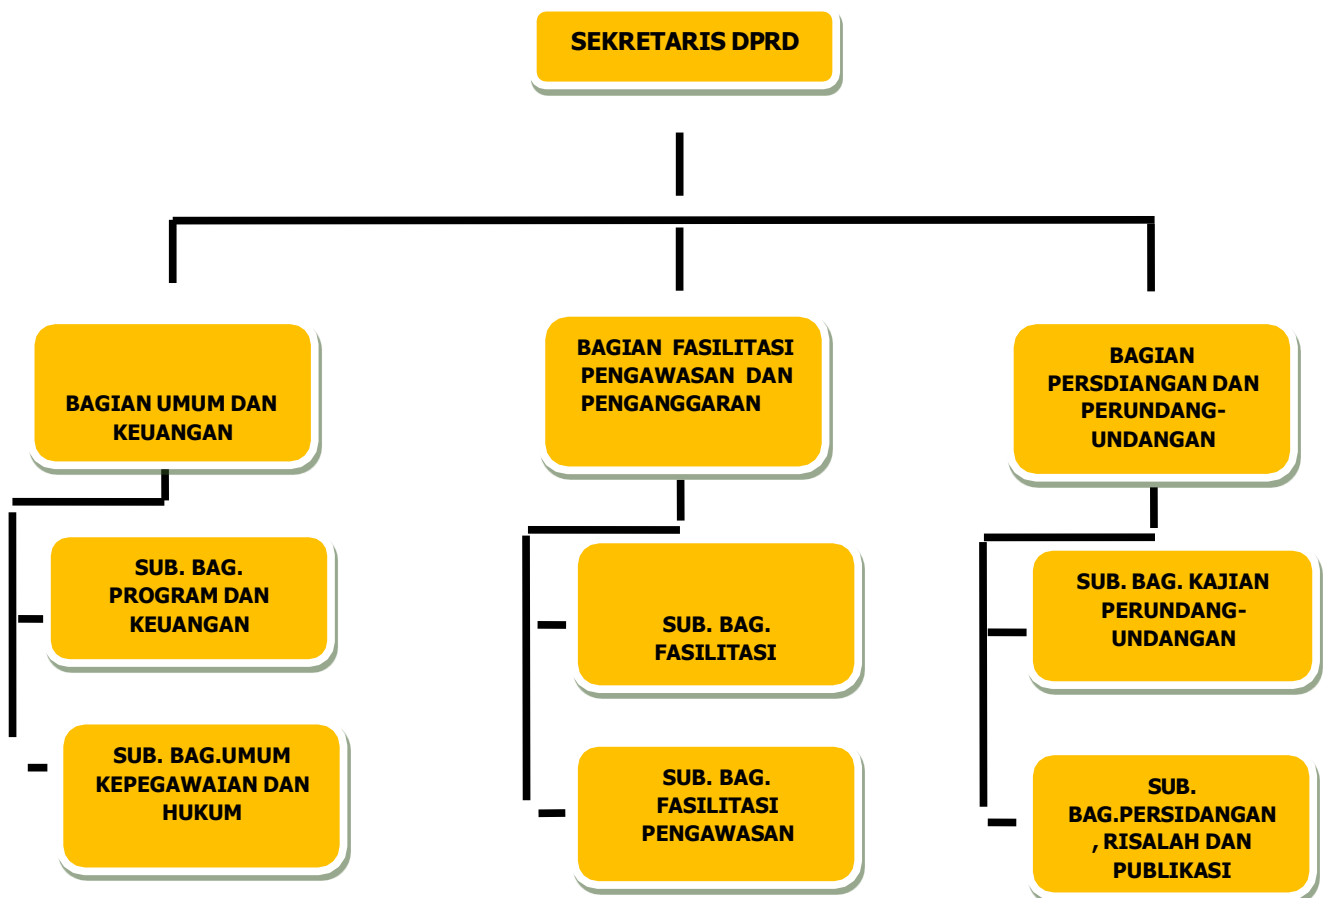 SEKRETARIS DPRD
BAGIAN UMUM DAN
KEUANGAN
BAGIAN FASILITASI
PENGAWASAN DAN
PENGANGGARAN
BAGIAN
PERSDIANGAN DAN
PERUNDANG-
UNDANGAN
SUB. BAG.
PROGRAM DAN
KEUANGAN
SUB. BAG.
FASILITASI
SUB. BAG. KAJIAN
PERUNDANG-
UNDANGAN
SUB. BAG.UMUM
KEPEGAWAIAN DAN
HUKUM
SUB. BAG.
FASILITASI
PENGAWASAN
SUB.
BAG.PERSIDANGAN
, RISALAH DAN
PUBLIKASI